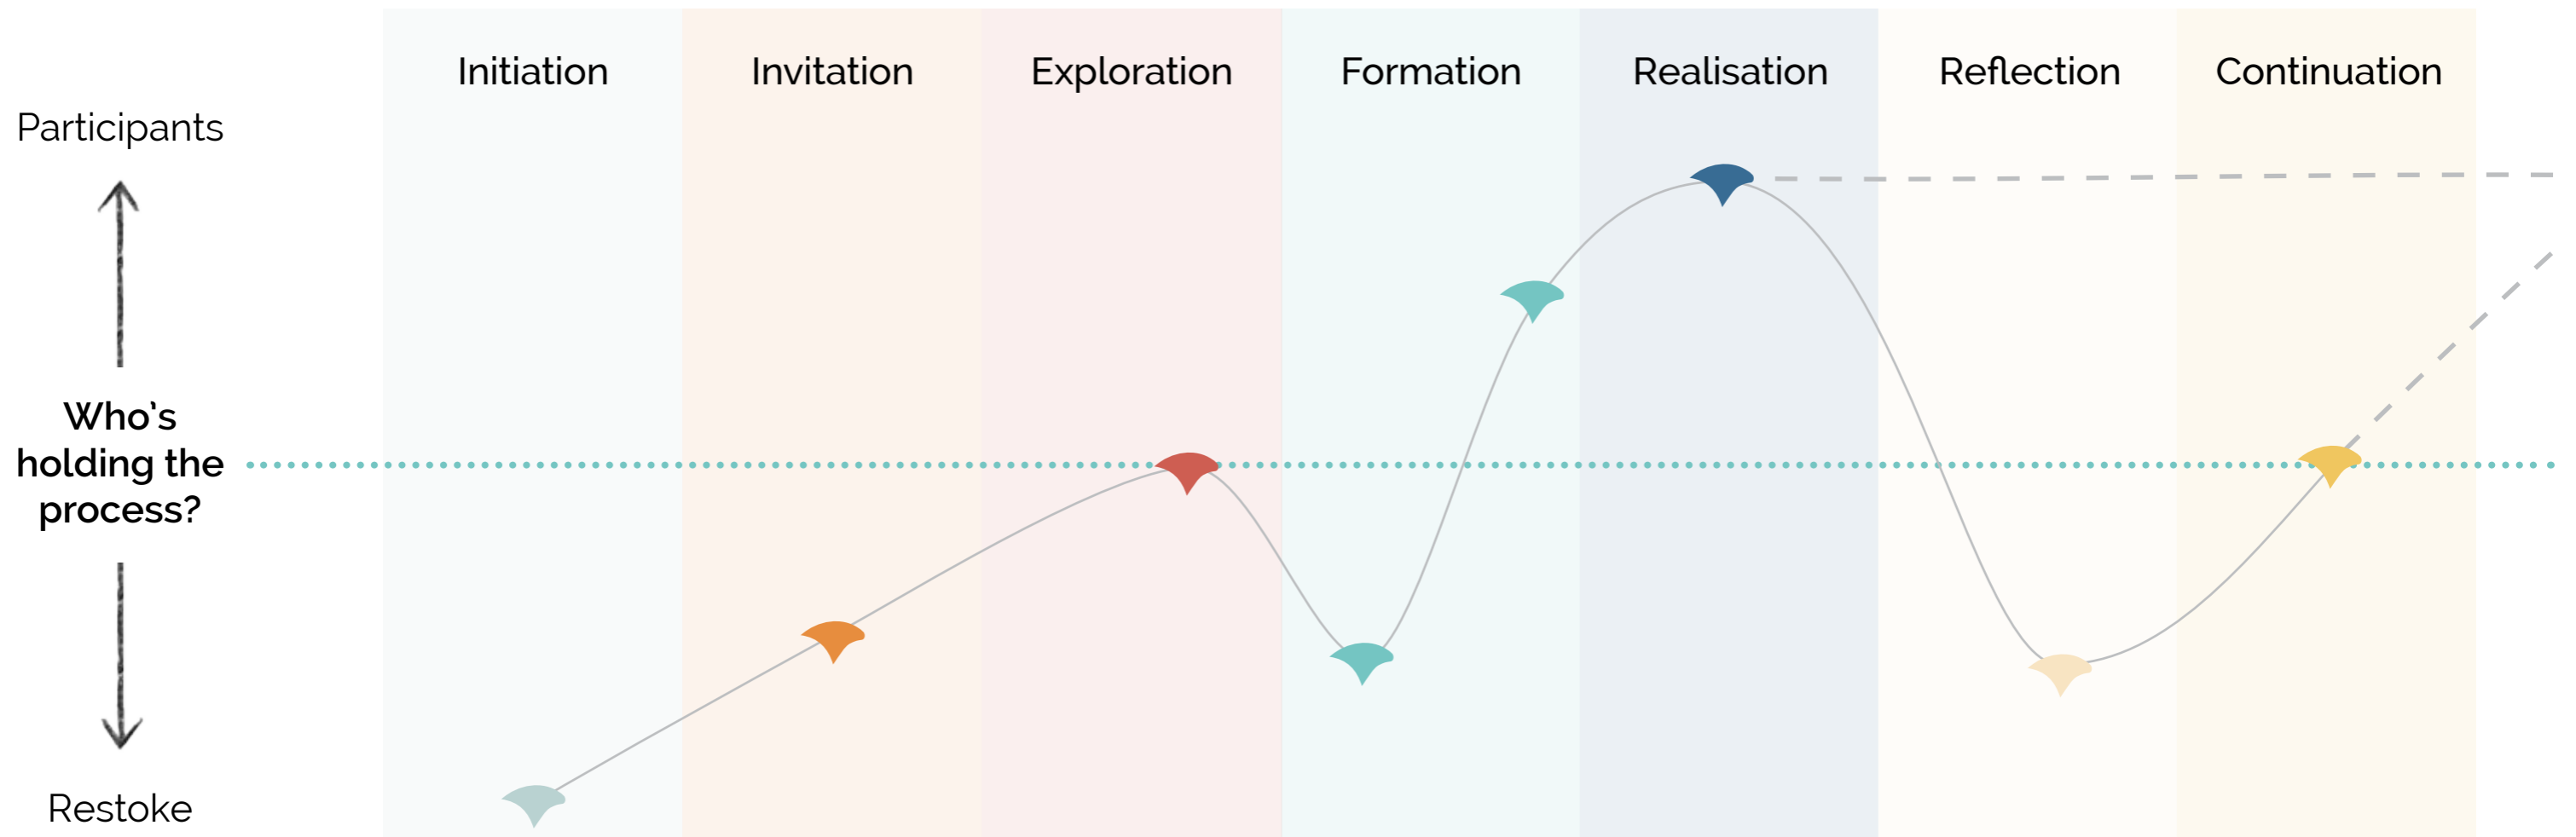 Initiation
Invitation
Exploration
Formation
Realisation
Reflection
Continuation
Participants
Who’s
holding the
process?
Restoke